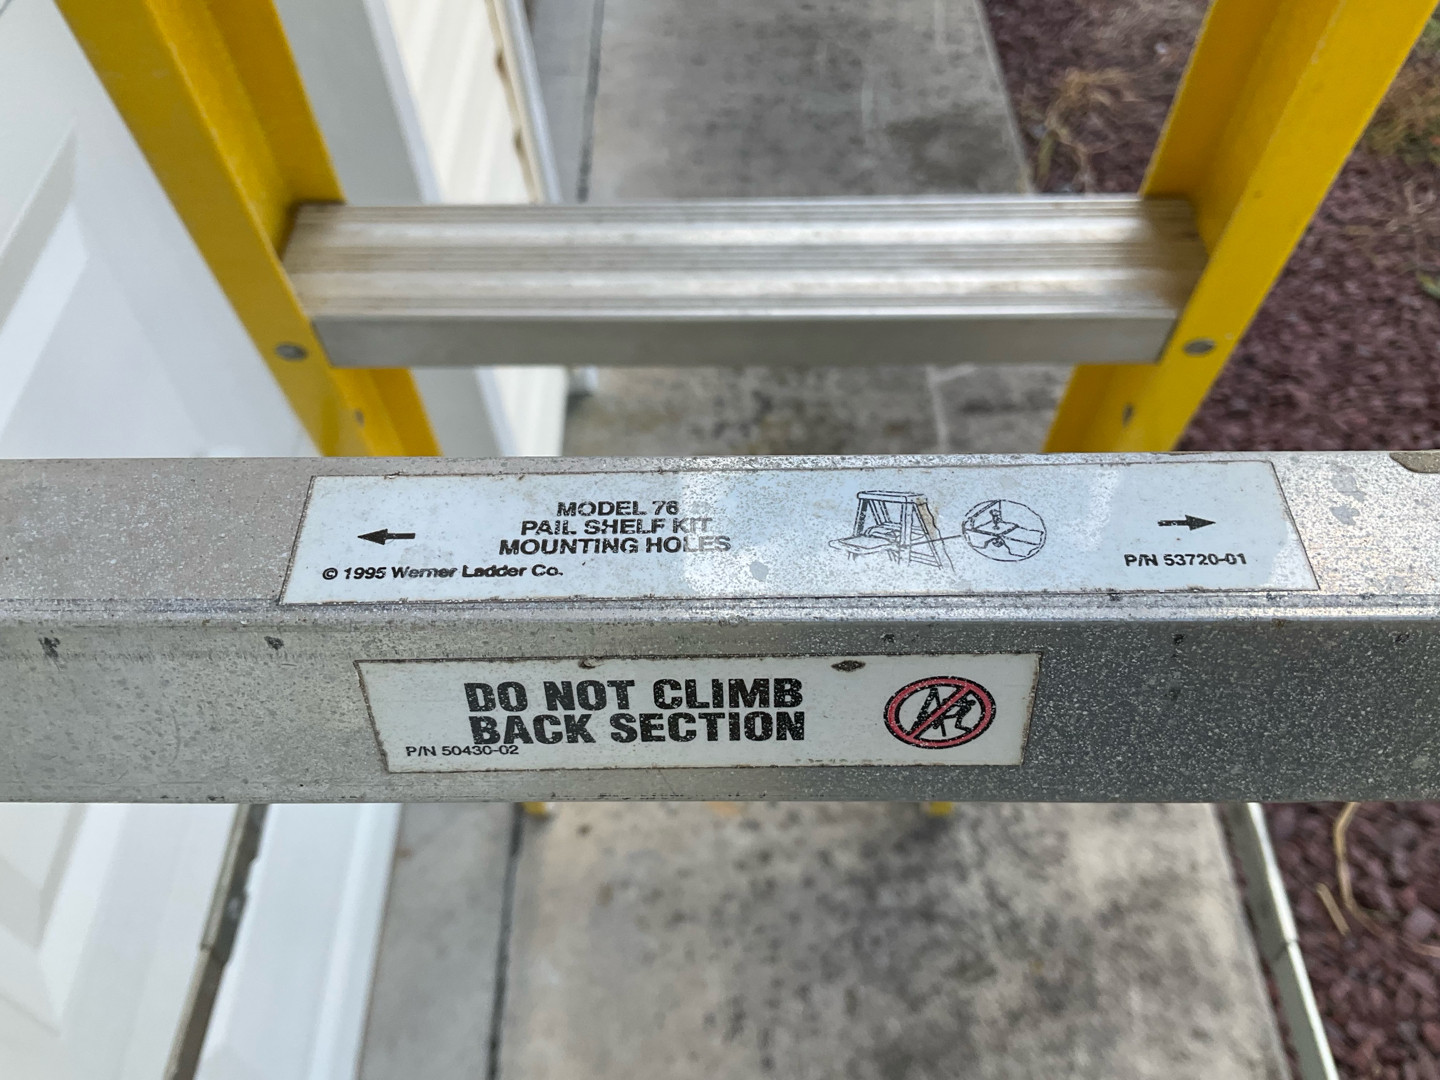 MODEL 76
PAIL SHELF KIT
MOUNTING HOLES
© 1995 Werner Ladder Co.
P/N 53720-01
DO NOT CLIMB
BACK SECTION
P/N 50430-02